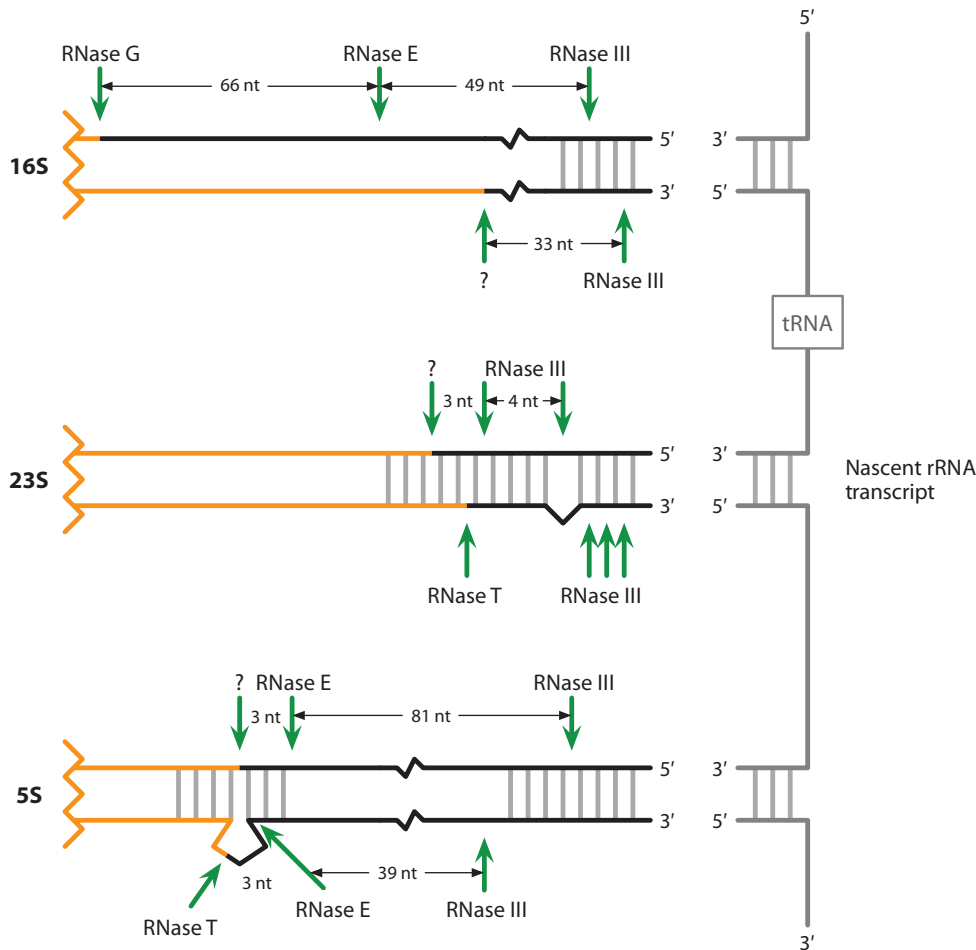 5′
RNase G
RNase E
RNase III
66 nt
49 nt
5′
3′
16S
3′
5′
33 nt
?
RNase III
tRNA
?
RNase III
3 nt
4 nt
5′
3′
23S
Nascent rRNA
transcript
3′
5′
RNase T
RNase III
?
RNase E
RNase III
3 nt
81 nt
5′
3′
5S
3′
5′
3 nt
39 nt
RNase T
RNase E
RNase III
3′